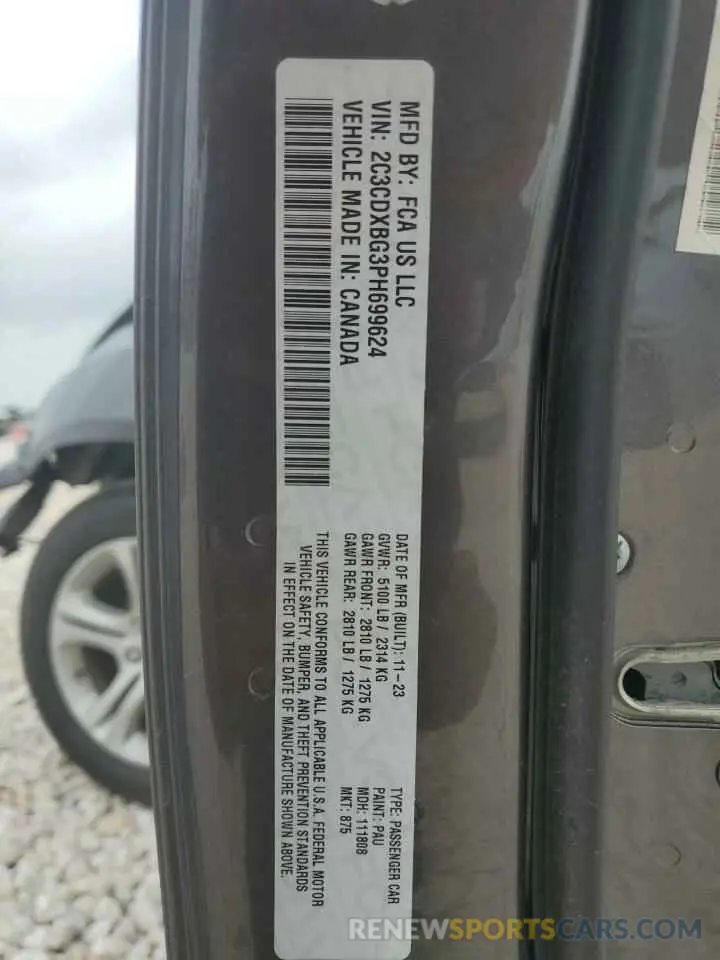 MFD BY: FCA US LLC
VIN: 2C3CDXBG3PH699624
VEHICLE MADE IN: CANADA
DATE OF MFR (BUILT): 11-23
GVWR: 5100 LB / 2314 KG
GAWR FRONT: 2810 LB / 1275 KG
GAWR REAR: 2810 LB / 1275 KG
THIS VEHICLE CONFORMS TO ALL APPLICABLE U.S.A. FEDERAL MOTOR
VEHICLE SAFETY, BUMPER, AND THEFT PREVENTION STANDARDS
IN EFFECT ON THE DATE OF MANUFACTURE SHOWN ABOVE.
TYPE: PASSENGER CAR
PAINT: PAU
MDH: 111808
MKT: 875
RENEWSPORTSCARS.COM